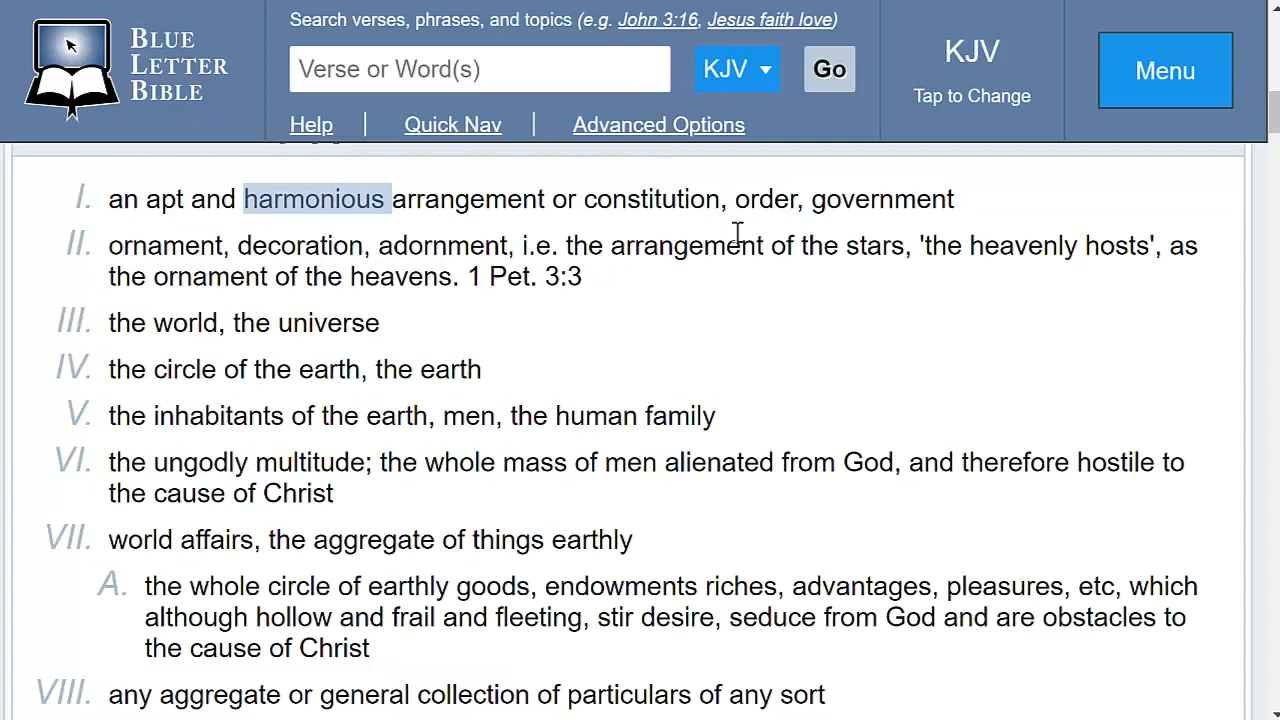 Search verses, phrases, and topics (e.g. John 3:16, Jesus faith love)
BLUE
LETTER
BIBLE
Verse or Word(s)
KJV
Go
KJV
Tap to Change
Menu
Help
Quick Nav
Advanced Options
I. an apt and harmonious arrangement or constitution, order, government
II. ornament, decoration, adornment, i.e. the arrangement of the stars, 'the heavenly hosts', as
the ornament of the heavens. 1 Pet. 3:3
III. the world, the universe
IV. the circle of the earth, the earth
V. the inhabitants of the earth, men, the human family
VI. the ungodly multitude; the whole mass of men alienated from God, and therefore hostile to
the cause of Christ
VII. world affairs, the aggregate of things earthly
A. the whole circle of earthly goods, endowments riches, advantages, pleasures, etc, which
although hollow and frail and fleeting, stir desire, seduce from God and are obstacles to
the cause of Christ
VIII. any aggregate or general collection of particulars of any sort